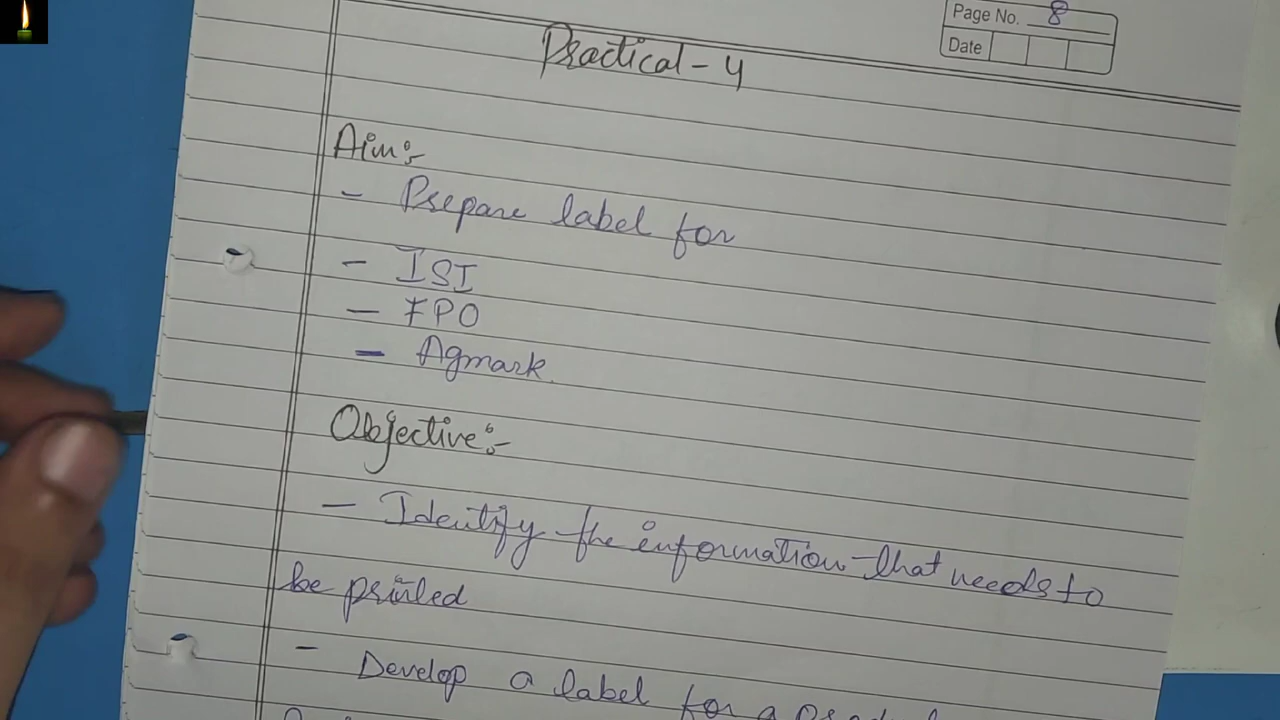 Page No. 8
Date
Practical - 4
Aim:-
- Prepare label for
- ISI
- FPO
- Agmark.
Objective:-
- Identify the information that needs to
be printed
- Develop a label for a